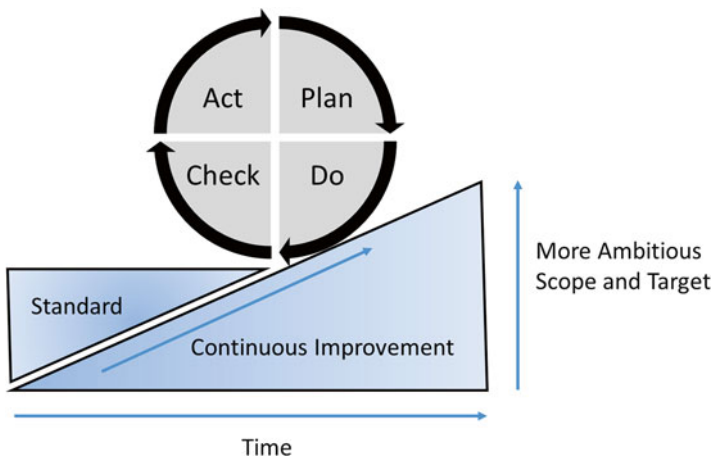 Act
Plan
Check
Do
Standard
More Ambitious
Scope and Target
Continuous Improvement
Time